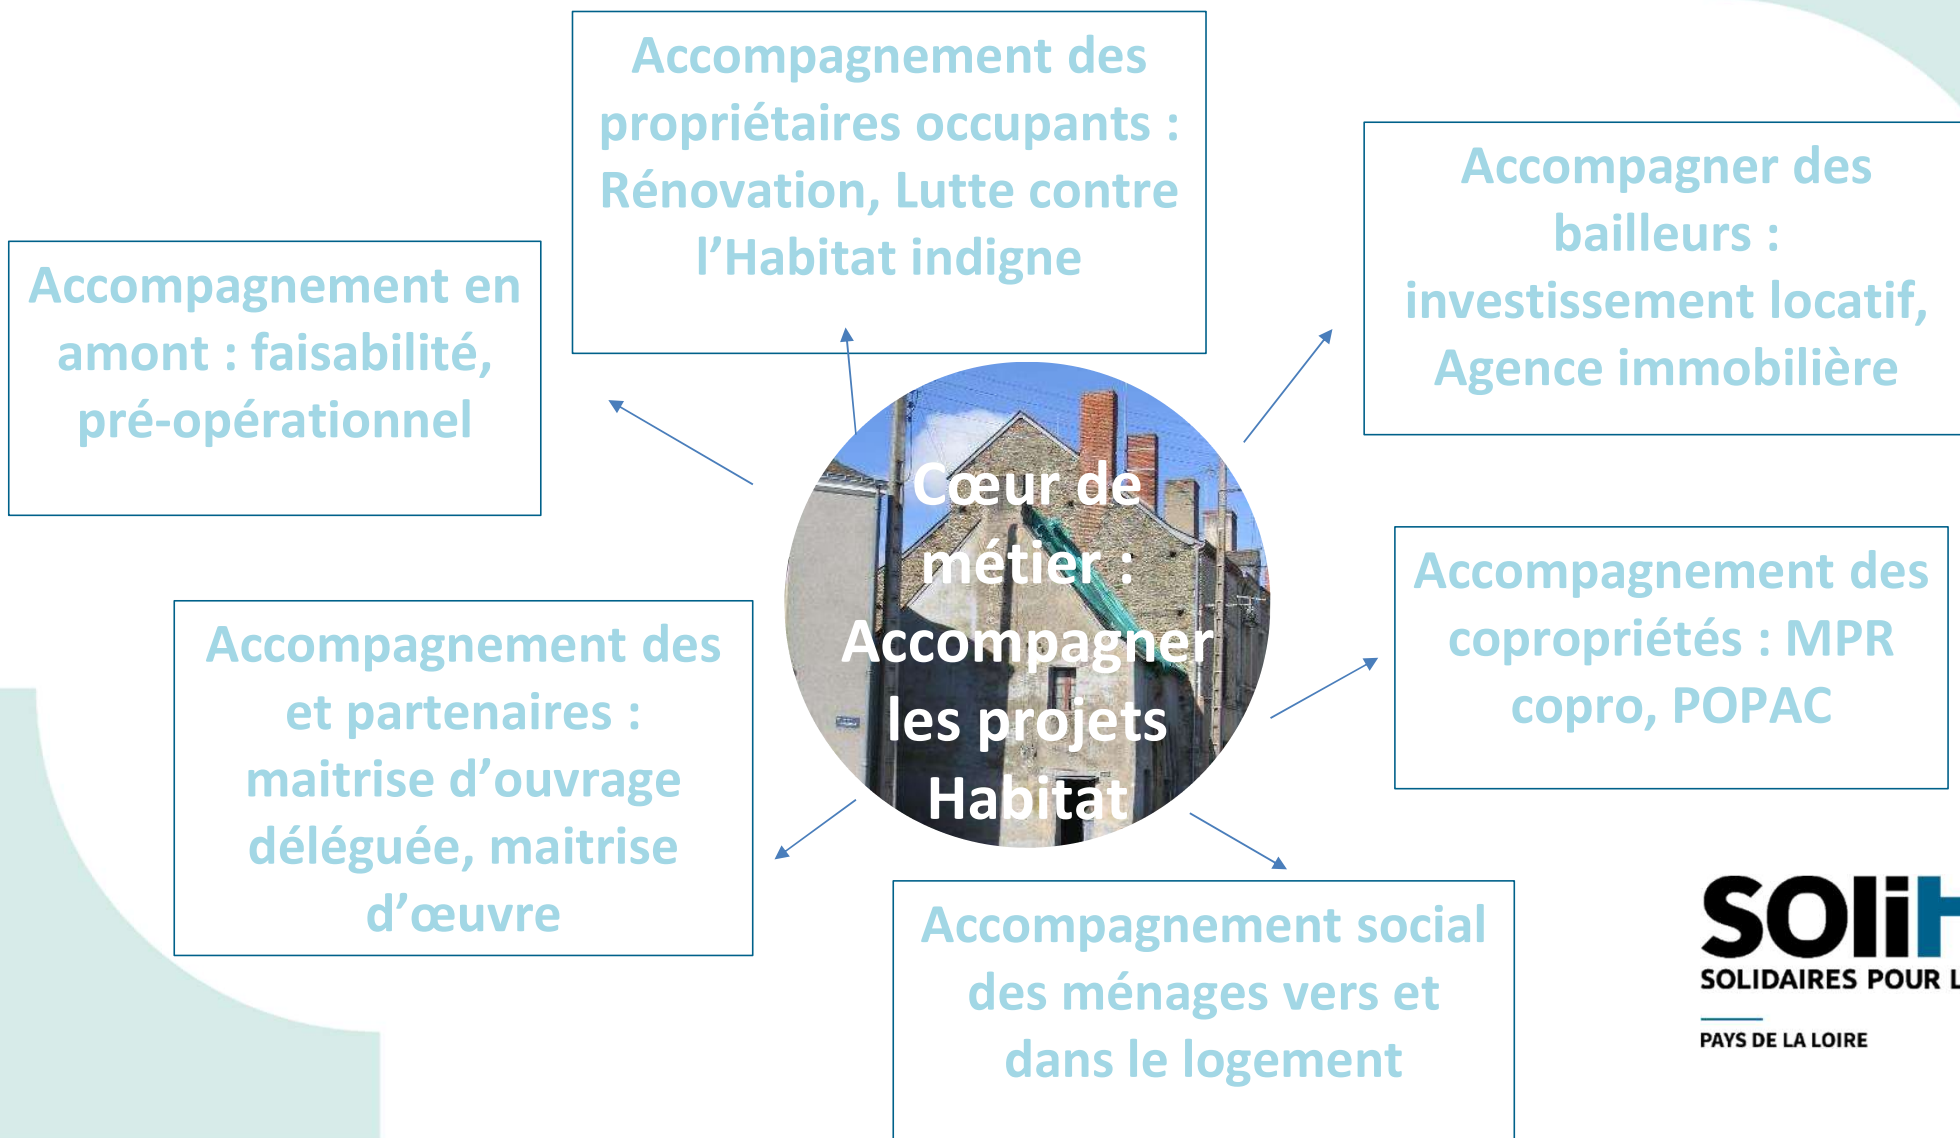 Accompagnement des
propriétaires occupants :
Rénovation, Lutte contre
l’Habitat indigne
Accompagner des
bailleurs :
investissement locatif,
Agence immobilière
Accompagnement en
amont : faisabilité,
pré-opérationnel
Cœur de
métier :
Accompagner
les projets
Habitat
Accompagnement des
copropriétés : MPR
copro, POPAC
Accompagnement des
et partenaires :
maitrise d’ouvrage
déléguée, maitrise
d’œuvre
Accompagnement social
des ménages vers et
dans le logement
SOliH
SOLIDAIRES POUR L
PAYS DE LA LOIRE